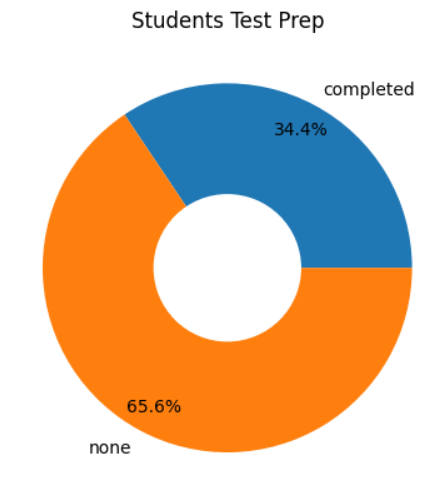 Students Test Prep
completed
34.4%
65.6%
none